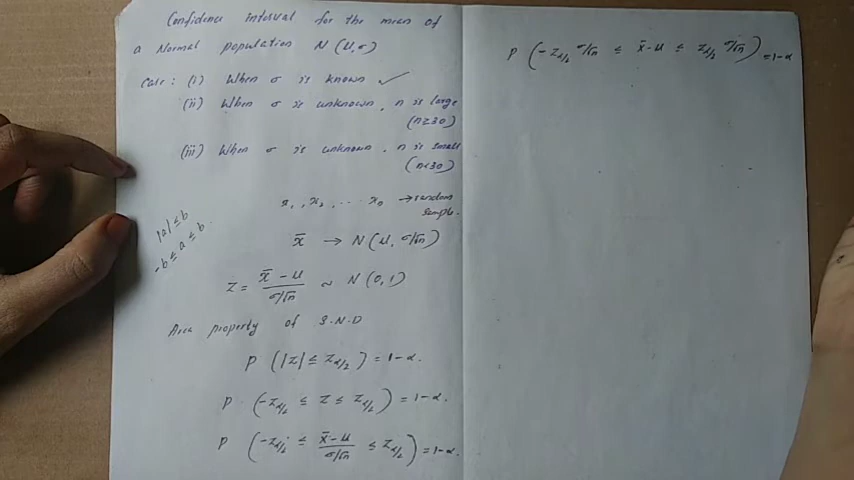 Confidence interval for the mean of
a Normal population N(μ,σ)
Case: (i) When σ is known ✓
(ii) When σ is unknown, n is large
(n≥30)
(iii) When σ is unknown, n is small
(n<30)
x₁, x₂, ... xₙ → random
sample.
x̄ → N(μ, σ/√n)
|a| ≤ b
-b ≤ a ≤ b
Z = (x̄ - μ)/(σ/√n) ~ N(0,1)
Area property of S.N.D
P (|Z| ≤ Z_{α/2}) = 1-α.
P (-Z_{α/2} ≤ Z ≤ Z_{α/2}) = 1-α.
P (-Z_{α/2} ≤ (x̄ - μ)/(σ/√n) ≤ Z_{α/2}) = 1-α.
P (-Z_{α/2} σ/√n ≤ x̄-μ ≤ Z_{α/2} σ/√n) = 1-α